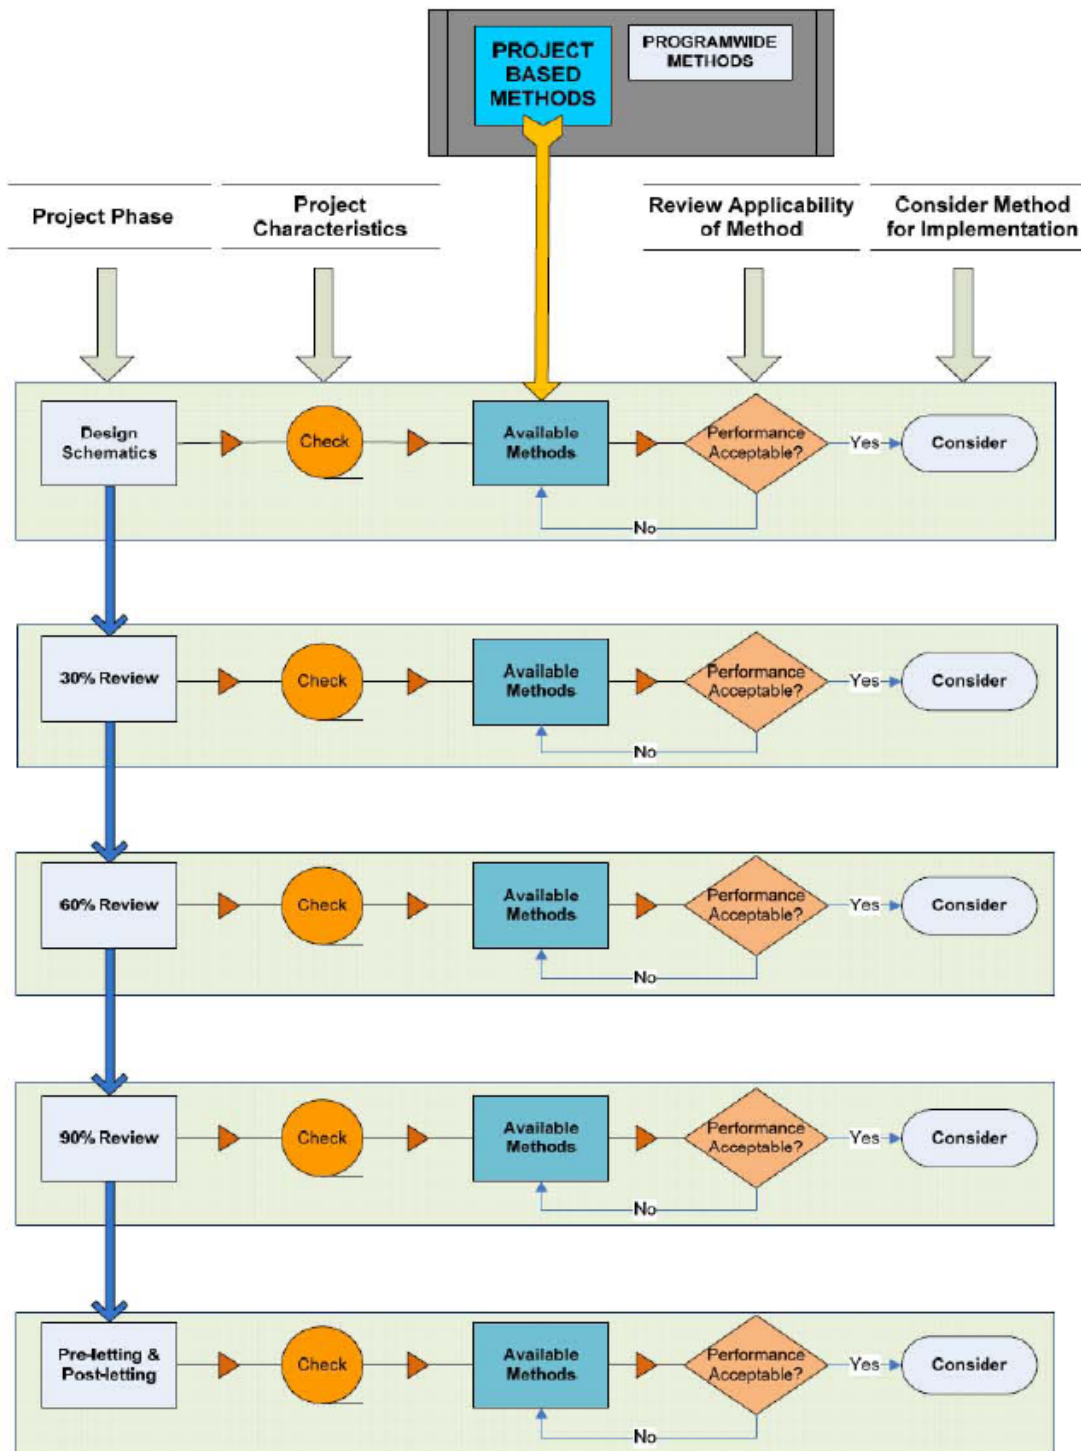 PROJECT
BASED
METHODS
PROGRAMWIDE
METHODS
Project Phase
Project
Characteristics
Review Applicability
of Method
Consider Method
for Implementation
Design
Schematics
Check
Available
Methods
Performance
Acceptable?
Yes
Consider
No
30% Review
Check
Available
Methods
Performance
Acceptable?
Yes
Consider
No
60% Review
Check
Available
Methods
Performance
Acceptable?
Yes
Consider
No
90% Review
Check
Available
Methods
Performance
Acceptable?
Yes
Consider
No
Pre-letting &
Post-letting
Check
Available
Methods
Performance
Acceptable?
Yes
Consider
No